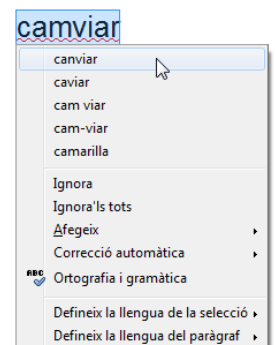 camviar
canviar
caviar
cam viar
cam-viar
camarilla
Ignora
Ignora'ls tots
Afegeix
Correcció automàtica
ABC Ortografia i gramàtica
Defineix la llengua de la selecció
Defineix la llengua del paràgraf